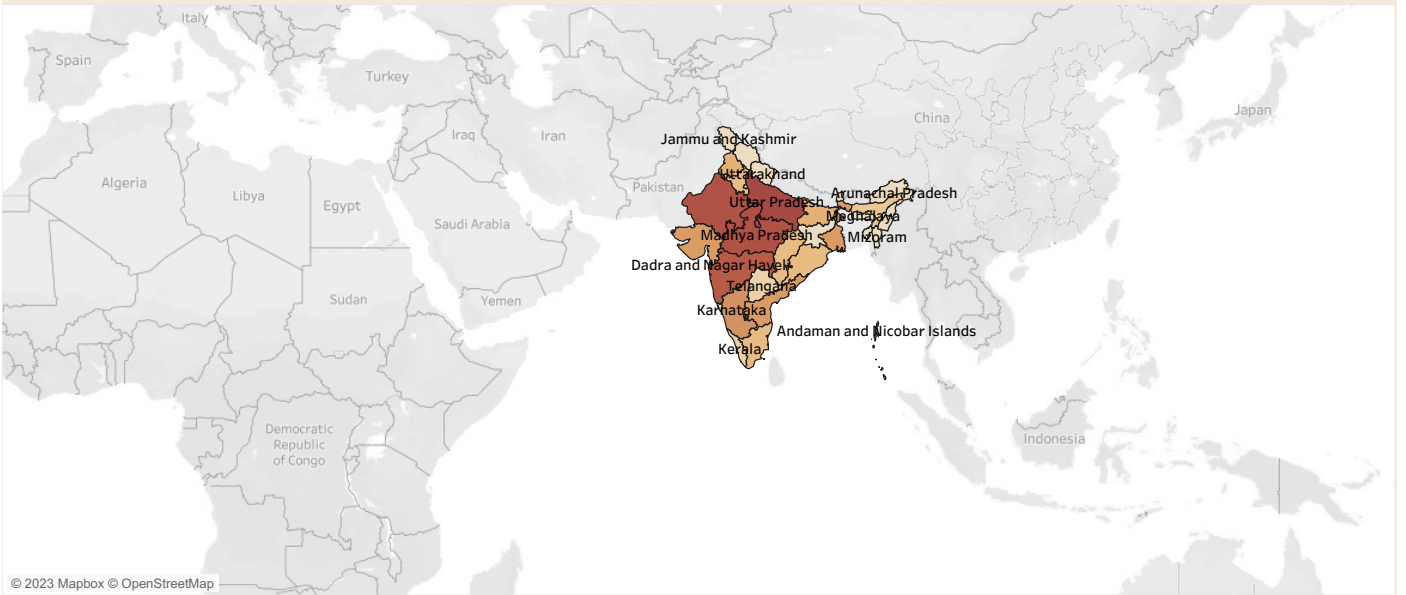 Italy
Spain
Turkey
Japan
China
Jammu and Kashmir
Iraq
Iran
Uttarakhand
Algeria
Pakistan
Arunachal Pradesh
Libya
Egypt
Uttar Pradesh
Meghalaya
Saudi Arabia
Madhya Pradesh
Mizoram
Dadra and Nagar Haveli
Telangana
Sudan
Yemen
Karnataka
Andaman and Nicobar Islands
Kerala
Democratic
Republic
of Congo
Indonesia
© 2023 Mapbox © OpenStreetMap